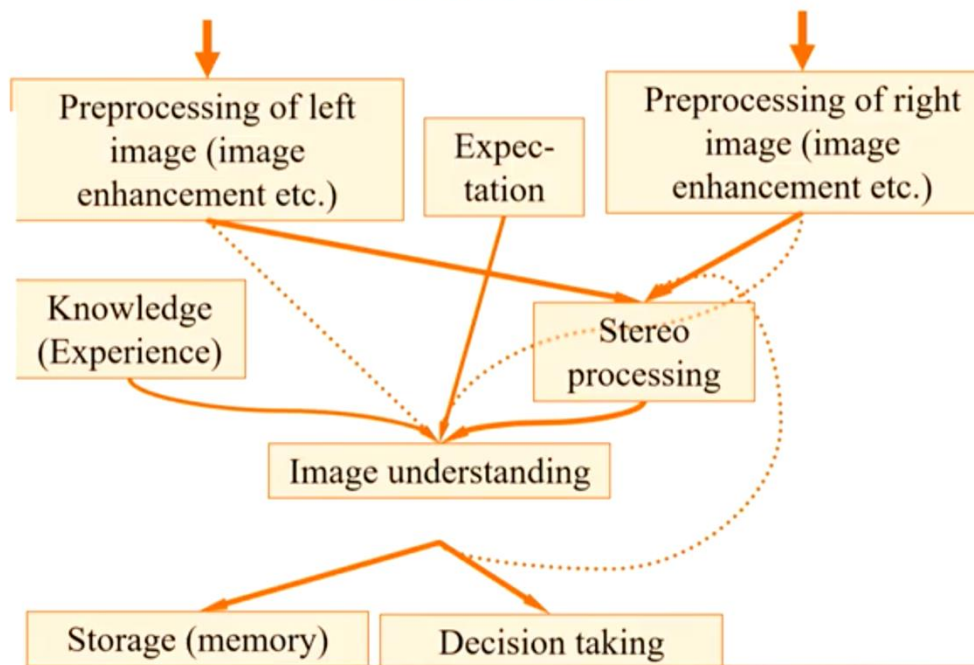 Preprocessing of left
image (image
enhancement etc.)
Expec-
tation
Preprocessing of right
image (image
enhancement etc.)
Knowledge
(Experience)
Stereo
processing
Image understanding
Storage (memory)
Decision taking